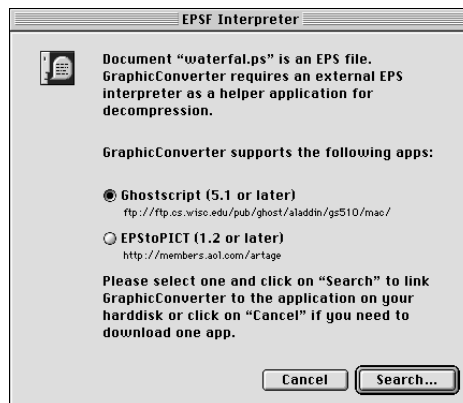 EPSF Interpreter
Document “waterfal.ps” is an EPS file.
GraphicConverter requires an external EPS
interpreter as a helper application for
decompression.
GraphicConverter supports the following apps:
Ghostscript (5.1 or later)
ftp://ftp.cs.wisc.edu/pub/ghost/aladdin/gs510/mac/
EPStoPICT (1.2 or later)
http://members.aol.com/artage
Please select one and click on “Search” to link
GraphicConverter to the application on your
harddisk or click on “Cancel” if you need to
download one app.
Cancel
Search...